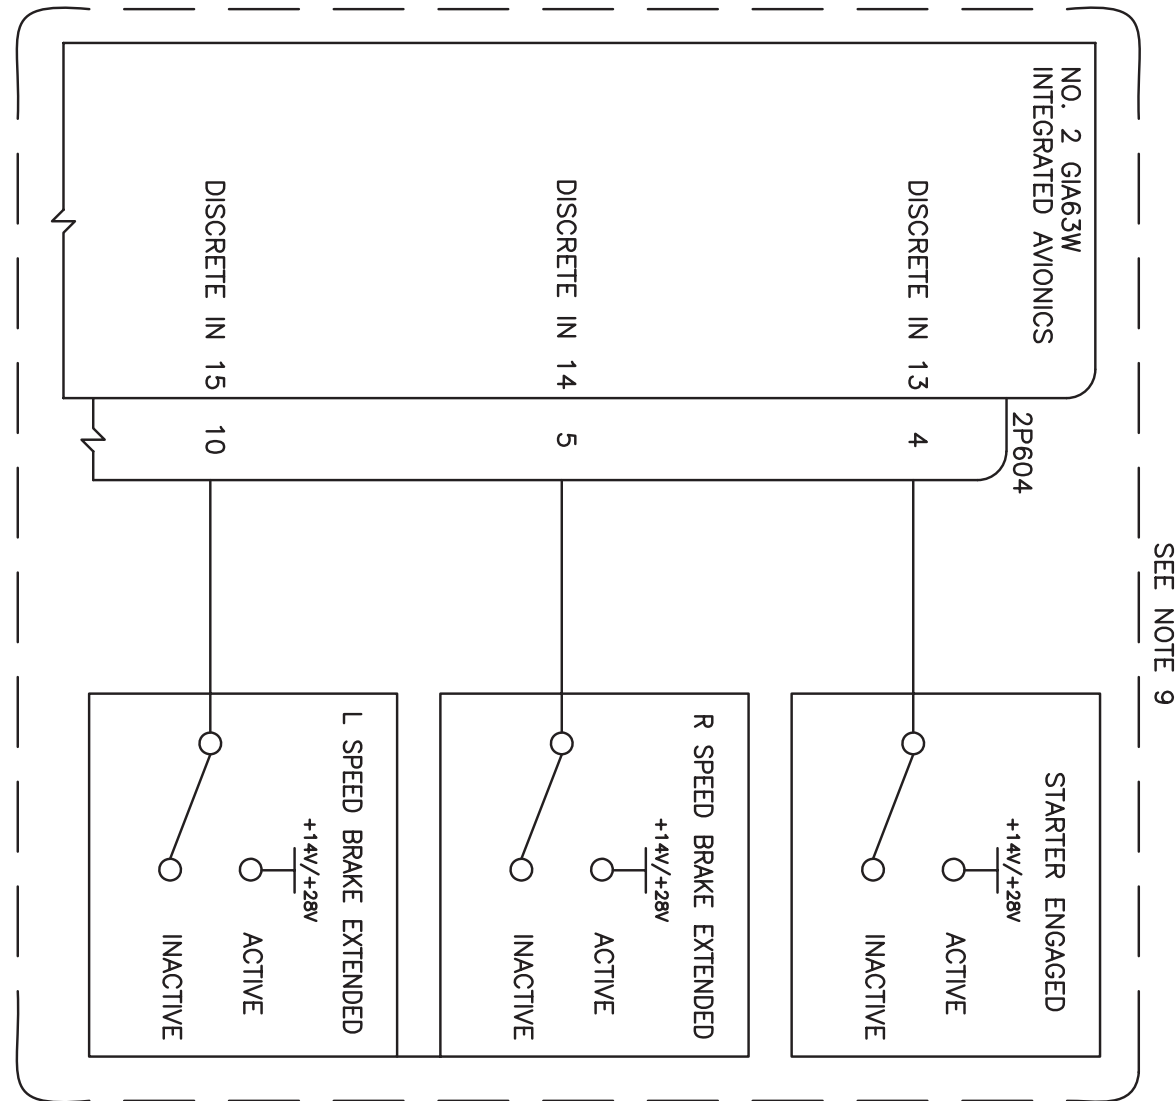 SEE NOTE 9
NO. 2 GIA63W
INTEGRATED AVIONICS
2P604
DISCRETE IN 13
4
STARTER ENGAGED
+14V/+28V
ACTIVE
INACTIVE
DISCRETE IN 14
5
R SPEED BRAKE EXTENDED
+14V/+28V
ACTIVE
INACTIVE
DISCRETE IN 15
10
L SPEED BRAKE EXTENDED
+14V/+28V
ACTIVE
INACTIVE